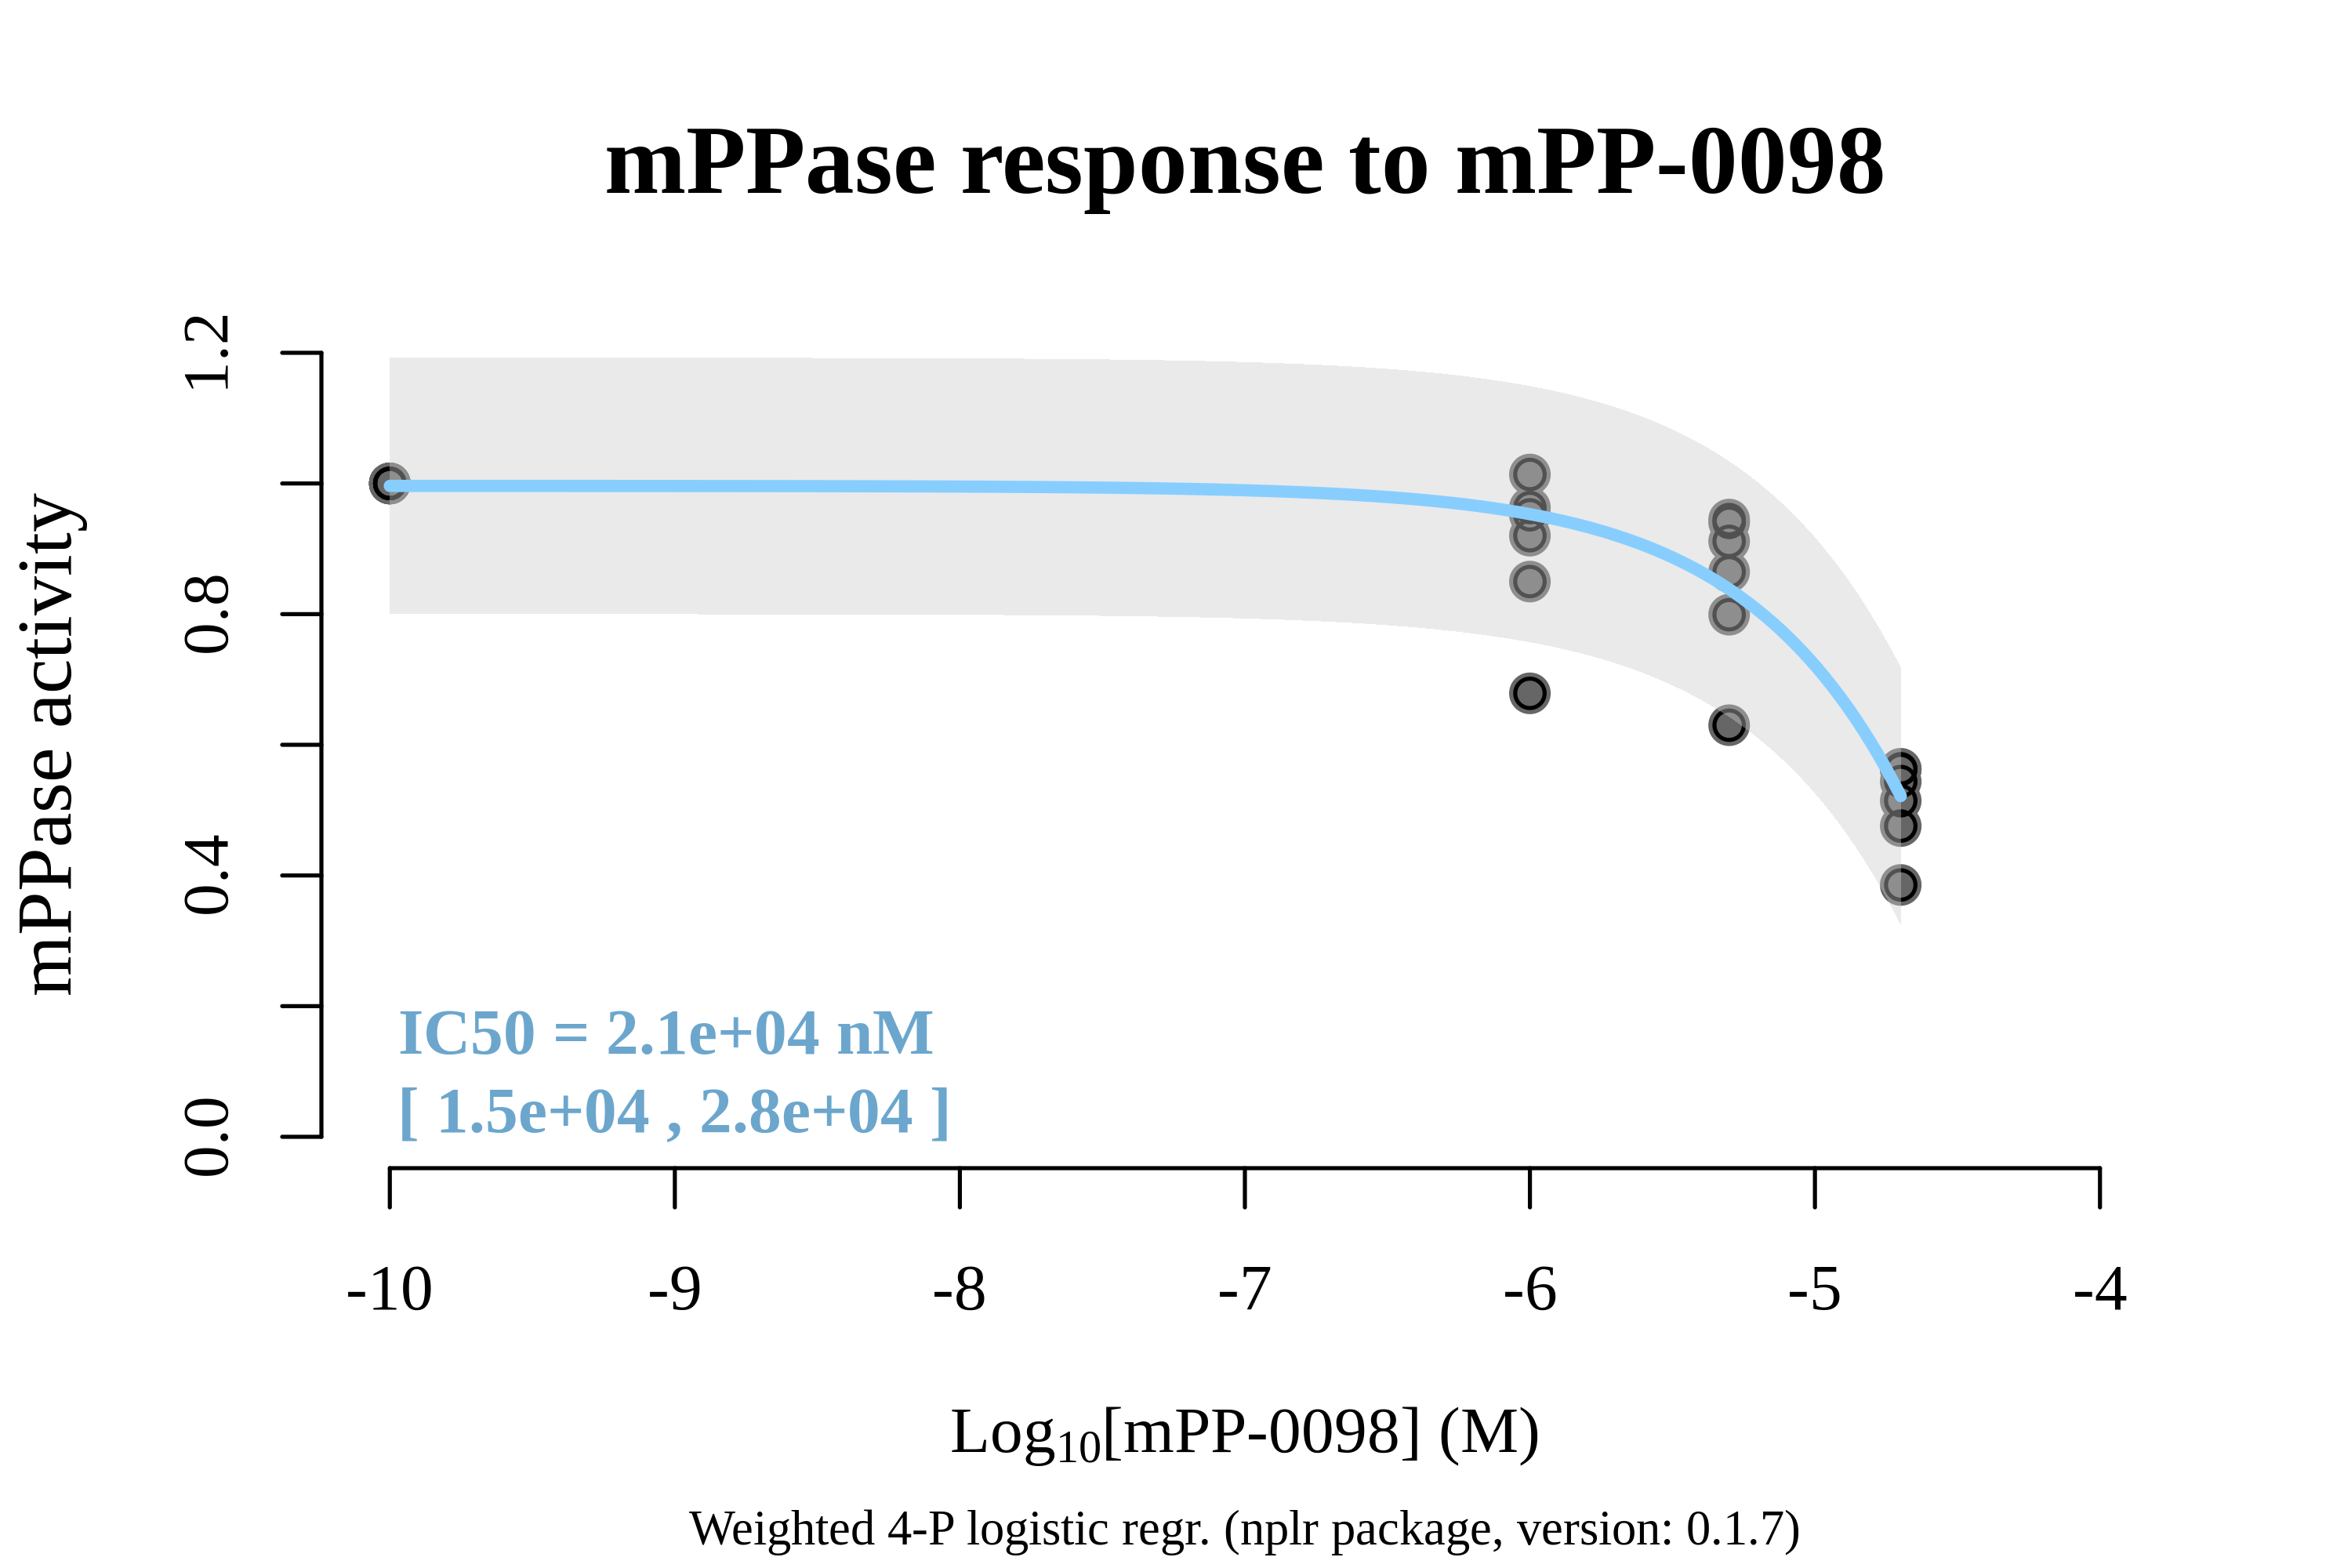 mPPase response to mPP-0098
mPPase activity
1.2
0.8
0.4
0.0
IC50 = 2.1e+04 nM
[ 1.5e+04 , 2.8e+04 ]
-10 -9 -8 -7 -6 -5 -4
Log10[mPP-0098] (M)
Weighted 4-P logistic regr. (nplr package, version: 0.1.7)